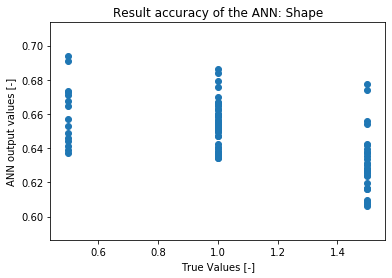 Result accuracy of the ANN: Shape
ANN output values [-]
0.70
0.68
0.66
0.64
0.62
0.60
0.6 0.8 1.0 1.2 1.4
True Values [-]